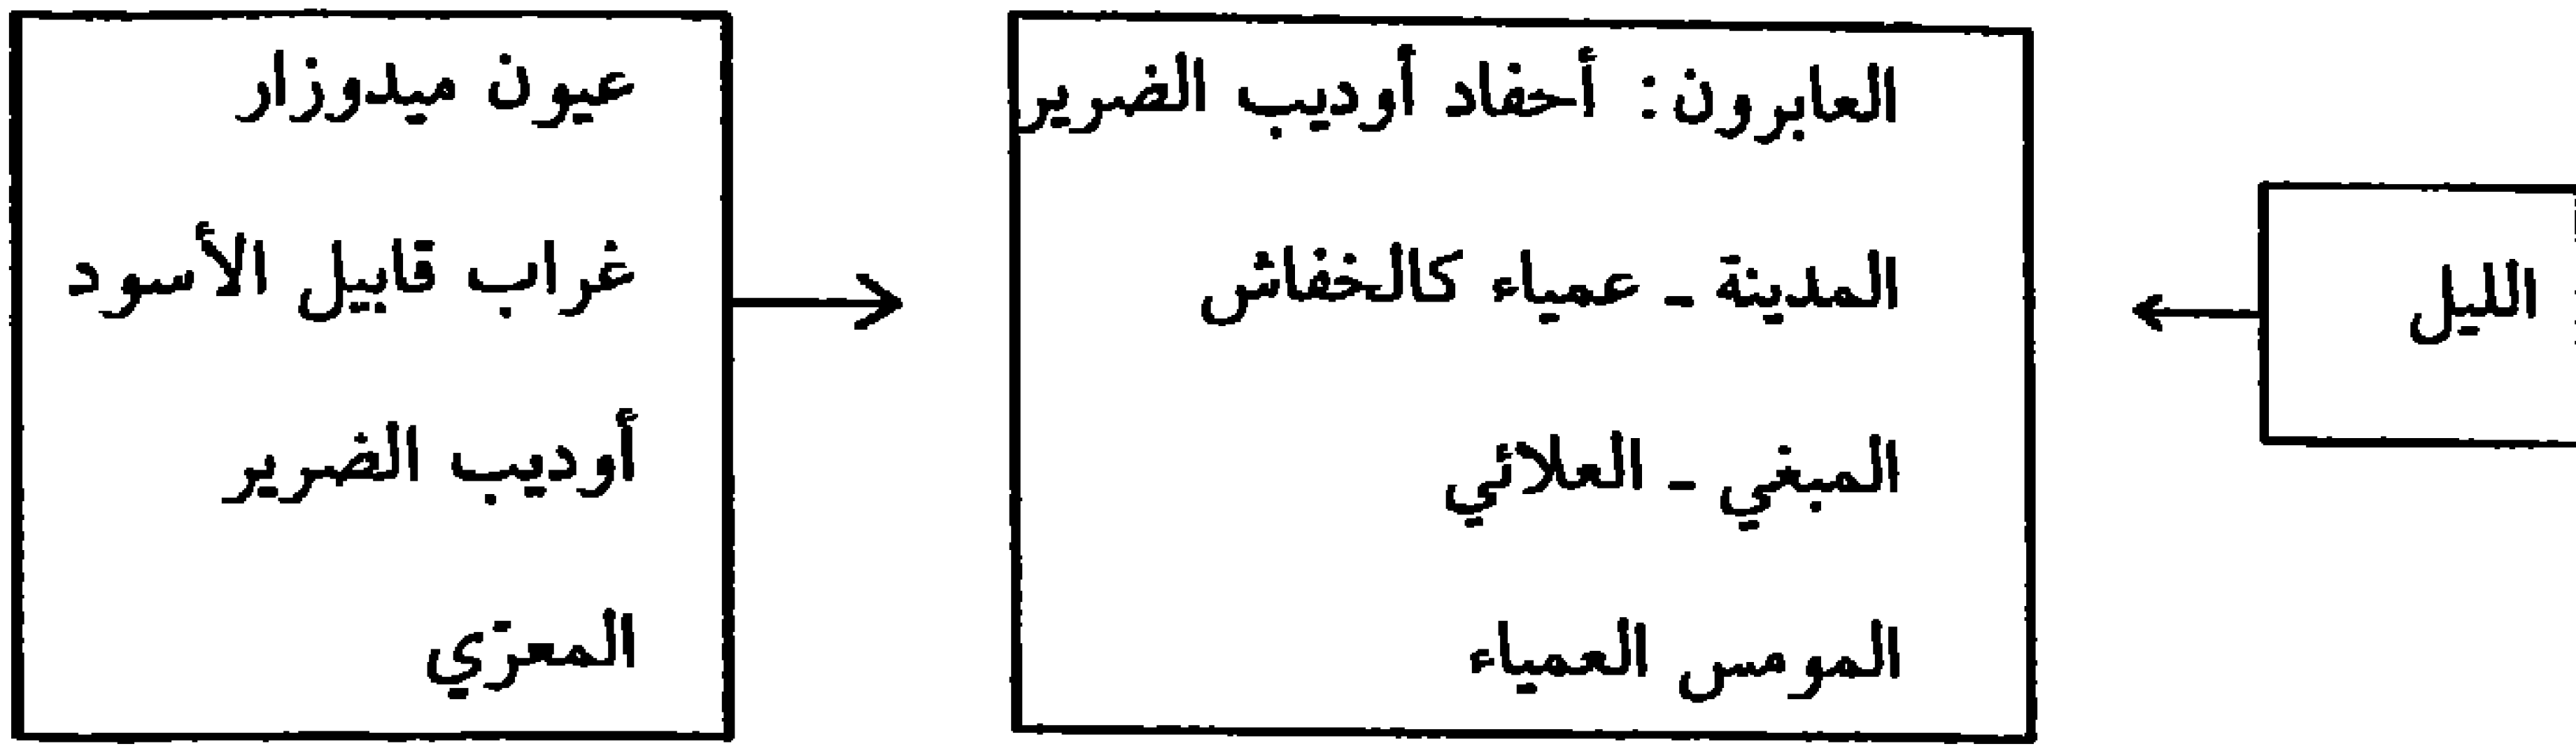 الليل
العابرون: أحفاد أوديب الضرير
المدينة ـ عمياء كالخفاش
المبغي ـ العلائي
المومس العمياء
عيون ميدوزار
غراب قابيل الأسود
أوديب الضرير
المعرّي